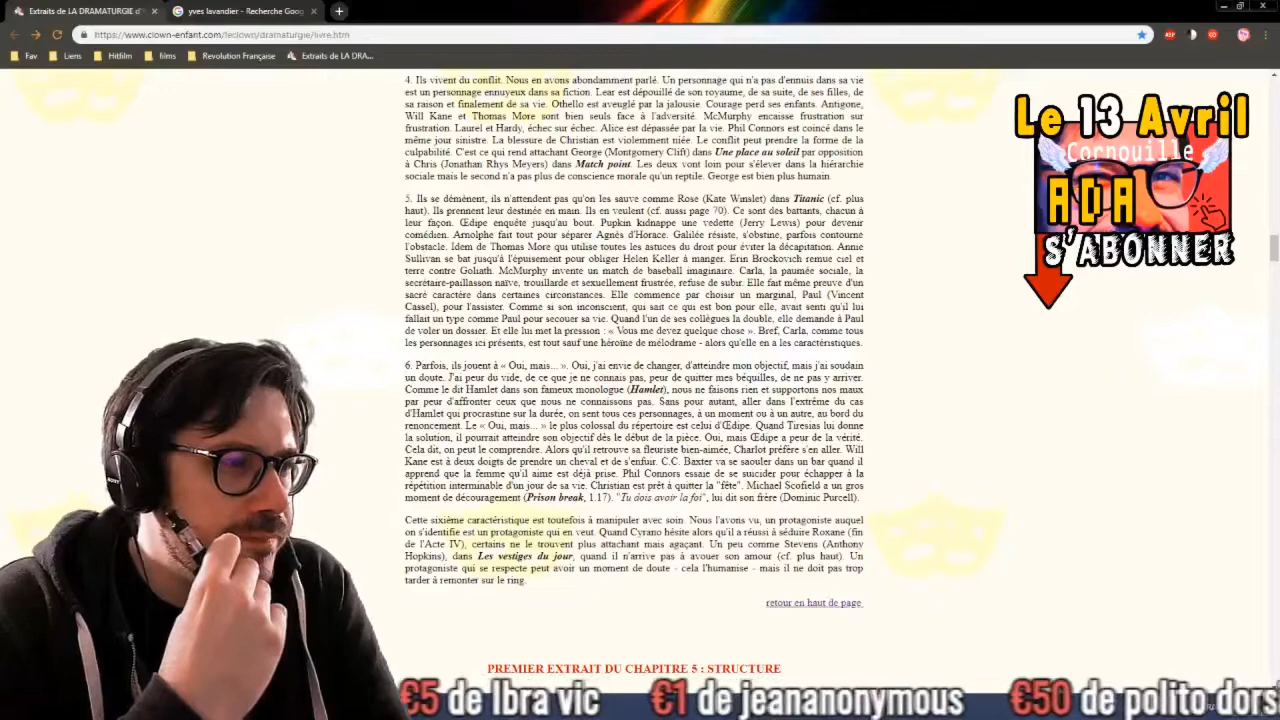 Extraits de LA DRAMATURGIE d'
yves lavandier - Recherche Goog
https://www.clown-enfant.com/leclown/dramaturgie/livre.htm
Fav
Liens
Hitfilm
films
Revolution Française
Extraits de LA DRA...
4. Ils vivent du conflit. Nous en avons abondamment parlé. Un personnage qui n'a pas d'ennuis dans sa vie
est un personnage ennuyeux dans sa fiction. Lear est dépouillé de son royaume, de sa suite, de ses filles, de
sa raison et finalement de sa vie. Othello est aveuglé par la jalousie. Courage perd ses enfants. Antigone,
Will Kane et Thomas More sont bien seuls face à l'adversité. McMurphy encaisse frustration sur
frustration. Laurel et Hardy, échec sur échec. Alice est dépassée par la vie. Phil Connors est coincé dans le
même jour sinistre. La blessure de Christian est violemment niée. Le conflit peut prendre la forme de la
culpabilité. C'est ce qui rend attachant George (Montgomery Clift) dans Une place au soleil par opposition
à Chris (Jonathan Rhys Meyers) dans Match point. Les deux vont loin pour s'élever dans la hiérarchie
sociale mais le second n'a pas plus de conscience morale qu'un reptile. George est bien plus humain
5. Ils se démènent, ils n'attendent pas qu'on les sauve comme Rose (Kate Winslet) dans Titanic (cf. plus
haut). Ils prennent leur destinée en main. Ils en veulent (cf. aussi page 70). Ce sont des battants, chacun à
leur façon. Œdipe enquête jusqu'au bout. Pupkin kidnappe une vedette (Jerry Lewis) pour devenir
comédien. Arnolphe fait tout pour séparer Agnès d'Horace. Galilée résiste, s'obstine, parfois contourne
l'obstacle. Idem de Thomas More qui utilise toutes les astuces du droit pour éviter la décapitation. Annie
Sullivan se bat jusqu'à l'épuisement pour obliger Helen Keller à manger. Erin Brockovich remue ciel et
terre contre Goliath. McMurphy invente un match de baseball imaginaire. Carla, la paumée sociale, la
secrétaire-paillasson naïve, trouillarde et sexuellement frustrée, refuse de subir. Elle fait même preuve d'un
sacré caractère dans certaines circonstances. Elle commence par choisir un marginal, Paul (Vincent
Cassel), pour l'assister. Comme si son inconscient, qui sait ce qui est bon pour elle, avait senti qu'il lui
fallait un type comme Paul pour secouer sa vie. Quand l'un de ses collègues la double, elle demande à Paul
de voler un dossier. Et elle lui met la pression : « Vous me devez quelque chose ». Bref, Carla, comme tous
les personnages ici présents, est tout sauf une héroïne de mélodrame - alors qu'elle en a les caractéristiques.
6. Parfois, ils jouent à « Oui, mais... ». Oui, j'ai envie de changer, d'atteindre mon objectif, mais j'ai soudain
un doute. J'ai peur du vide, de ce que je ne connais pas, peur de quitter mes béquilles, de ne pas y arriver.
Comme le dit Hamlet dans son fameux monologue (Hamlet), nous ne faisons rien et supportons nos maux
par peur d'affronter ceux que nous ne connaissons pas. Sans pour autant, aller dans l'extrême du cas
d'Hamlet qui procrastine sur la durée, on sent tous ces personnages, à un moment ou à un autre, au bord du
renoncement. Le « Oui, mais... » le plus colossal du répertoire est celui d'Œdipe. Quand Tiresias lui donne
la solution, il pourrait atteindre son objectif dès le début de la pièce. Oui, mais Œdipe a peur de la vérité.
Cela dit, on peut le comprendre. Alors qu'il retrouve sa fleuriste bien-aimée, Charlot préfère s'en aller. Will
Kane est à deux doigts de prendre un cheval et de s'enfuir. C.C. Baxter va se saouler dans un bar quand il
apprend que la femme qu'il aime est déjà prise. Phil Connors essaie de se suicider pour échapper à la
répétition interminable d'un jour de sa vie. Christian est prêt à quitter la "fête". Michael Scofield a un gros
moment de découragement (Prison break, 1.17). "Tu dois avoir la foi", lui dit son frère (Dominic Purcell).
Cette sixième caractéristique est toutefois à manipuler avec soin. Nous l'avons vu, un protagoniste auquel
on s'identifie est un protagoniste qui en veut. Quand Cyrano hésite alors qu'il a réussi à séduire Roxane (fin
de l'Acte IV), certains ne le trouvent plus attachant mais agaçant. Un peu comme Stevens (Anthony
Hopkins), dans Les vestiges du jour, quand il n'arrive pas à avouer son amour (cf. plus haut). Un
protagoniste qui se respecte peut avoir un moment de doute - cela l'humanise - mais il ne doit pas trop
tarder à remonter sur le ring.
retour en haut de page
PREMIER EXTRAIT DU CHAPITRE 5 : STRUCTURE
Le 13 Avril
Cornouille
ADA
S'ABONNER
SONY
€5 de Ibra vic €1 de jeananonymous €50 de polito dors